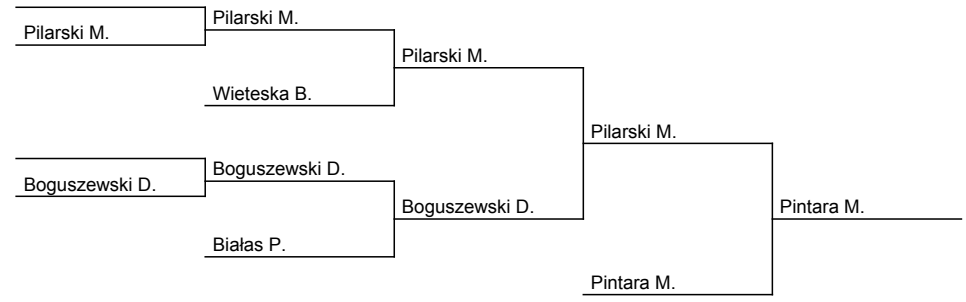 Pilarski M.
Pilarski M.
Pilarski M.
Wieteska B.
Pilarski M.
Boguszewski D.
Boguszewski D.
Boguszewski D.
Pintara M.
Białas P.
Pintara M.